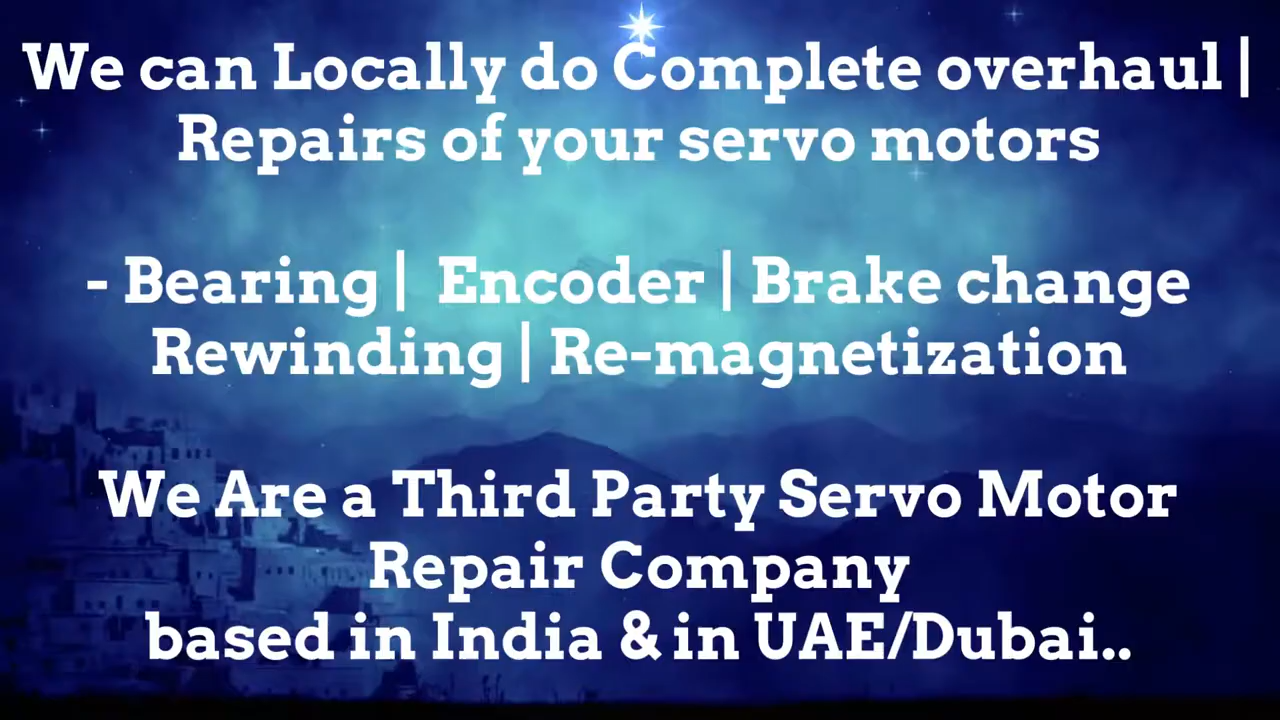 We can Locally do Complete overhaul |
Repairs of your servo motors
- Bearing | Encoder | Brake change
Rewinding | Re-magnetization
We Are a Third Party Servo Motor
Repair Company
based in India & in UAE/Dubai..